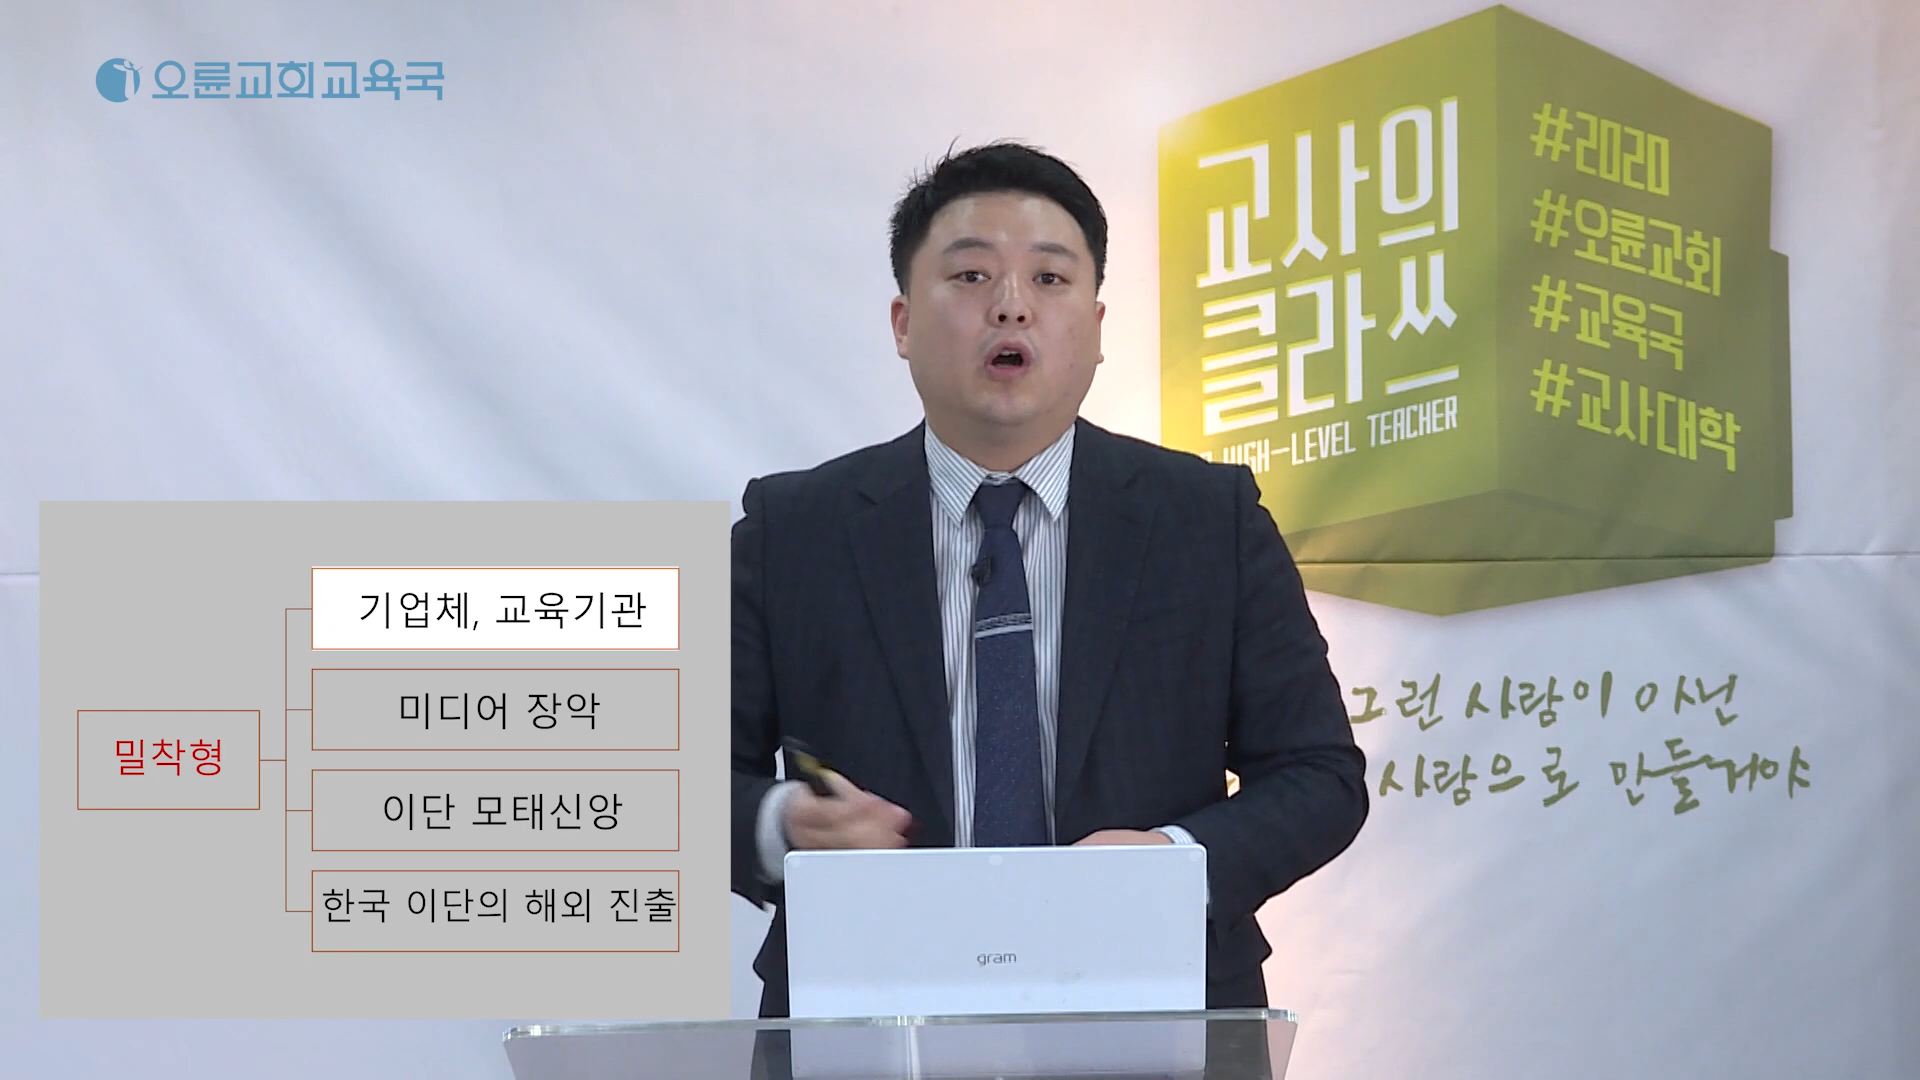 오륜교회교육국
교사의
클라쓰
HIGH-LEVEL TEACHER
#2020
#오륜교회
#교육국
#교사대학
그런 사람이 아닌
사람으로 만들거야
밀착형
기업체, 교육기관
미디어 장악
이단 모태신앙
한국 이단의 해외 진출
gram